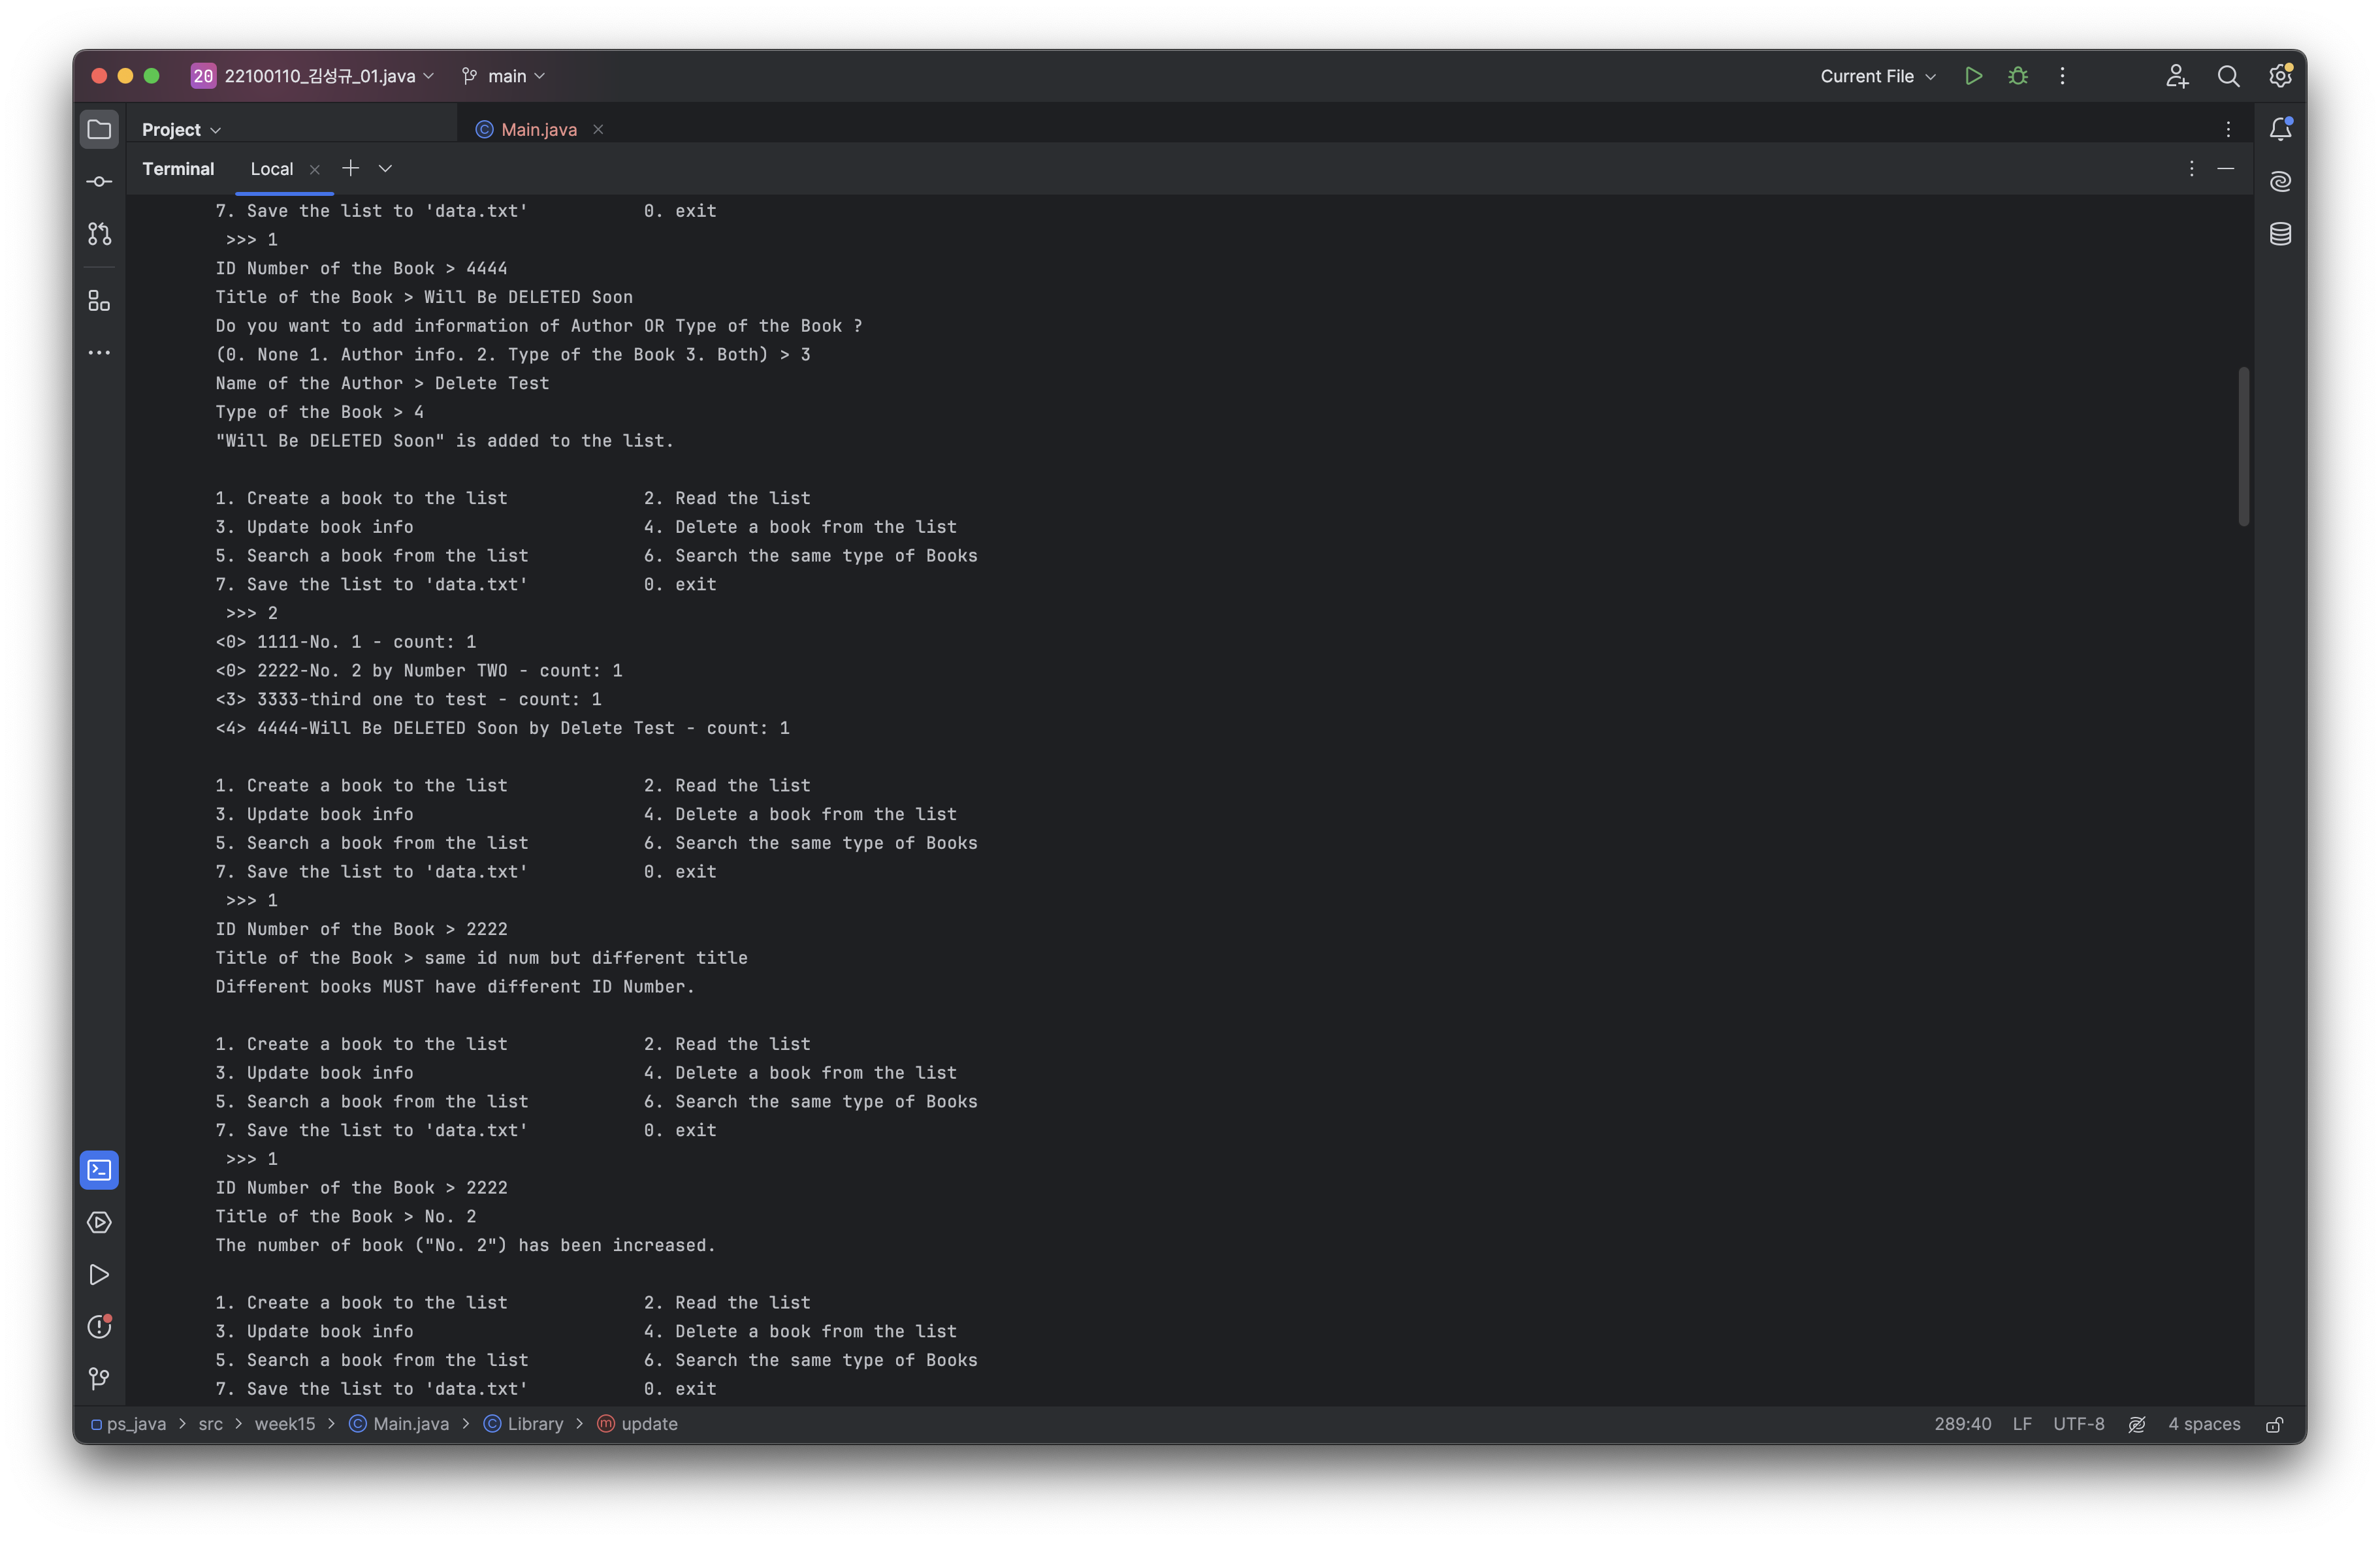 20 22100110_김성규_01.java main Current File
Project Main.java
Terminal Local
7. Save the list to 'data.txt' 0. exit
>>> 1
ID Number of the Book > 4444
Title of the Book > Will Be DELETED Soon
Do you want to add information of Author OR Type of the Book ?
(0. None 1. Author info. 2. Type of the Book 3. Both) > 3
Name of the Author > Delete Test
Type of the Book > 4
"Will Be DELETED Soon" is added to the list.
1. Create a book to the list 2. Read the list
3. Update book info 4. Delete a book from the list
5. Search a book from the list 6. Search the same type of Books
7. Save the list to 'data.txt' 0. exit
>>> 2
<0> 1111-No. 1 - count: 1
<0> 2222-No. 2 by Number TWO - count: 1
<3> 3333-third one to test - count: 1
<4> 4444-Will Be DELETED Soon by Delete Test - count: 1
1. Create a book to the list 2. Read the list
3. Update book info 4. Delete a book from the list
5. Search a book from the list 6. Search the same type of Books
7. Save the list to 'data.txt' 0. exit
>>> 1
ID Number of the Book > 2222
Title of the Book > same id num but different title
Different books MUST have different ID Number.
1. Create a book to the list 2. Read the list
3. Update book info 4. Delete a book from the list
5. Search a book from the list 6. Search the same type of Books
7. Save the list to 'data.txt' 0. exit
>>> 1
ID Number of the Book > 2222
Title of the Book > No. 2
The number of book ("No. 2") has been increased.
1. Create a book to the list 2. Read the list
3. Update book info 4. Delete a book from the list
5. Search a book from the list 6. Search the same type of Books
7. Save the list to 'data.txt' 0. exit
ps_java > src > week15 > Main.java > Library > update 289:40 LF UTF-8 4 spaces